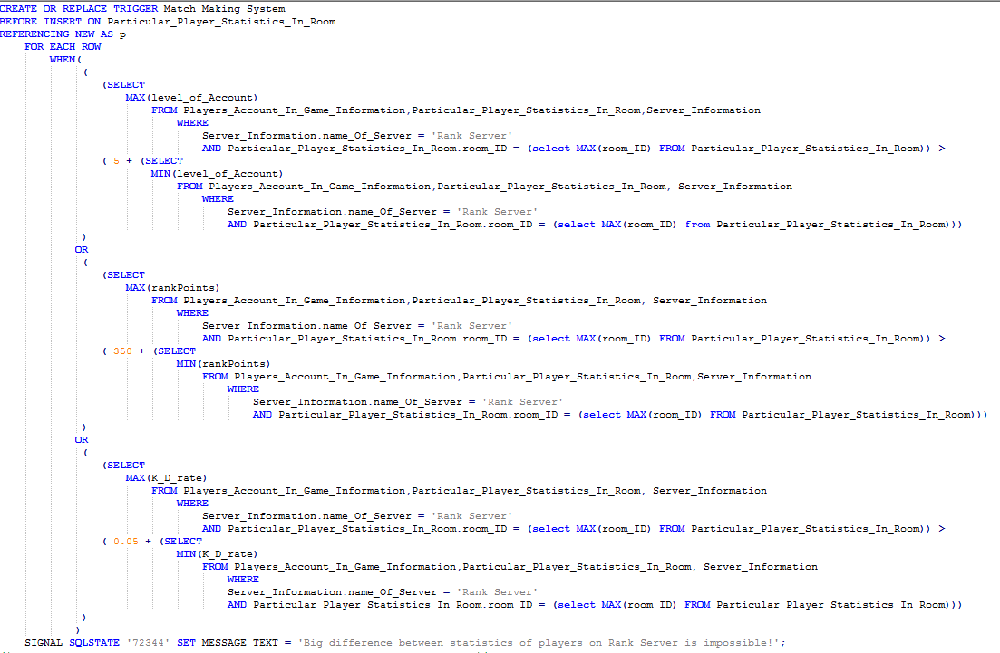 CREATE OR REPLACE TRIGGER Match_Making_System
BEFORE INSERT ON Particular_Player_Statistics_In_Room
REFERENCING NEW AS p
FOR EACH ROW
WHEN(
(
(SELECT
MAX(level_of_Account)
FROM Players_Account_In_Game_Information,Particular_Player_Statistics_In_Room,Server_Information
WHERE
Server_Information.name_Of_Server = 'Rank Server'
AND Particular_Player_Statistics_In_Room.room_ID = (select MAX(room_ID) FROM Particular_Player_Statistics_In_Room)) >
( 5 + (SELECT
MIN(level_of_Account)
FROM Players_Account_In_Game_Information,Particular_Player_Statistics_In_Room, Server_Information
WHERE
Server_Information.name_Of_Server = 'Rank Server'
AND Particular_Player_Statistics_In_Room.room_ID = (select MAX(room_ID) from Particular_Player_Statistics_In_Room)))
)
OR
(
(SELECT
MAX(rankPoints)
FROM Players_Account_In_Game_Information,Particular_Player_Statistics_In_Room, Server_Information
WHERE
Server_Information.name_Of_Server = 'Rank Server'
AND Particular_Player_Statistics_In_Room.room_ID = (select MAX(room_ID) FROM Particular_Player_Statistics_In_Room)) >
( 350 + (SELECT
MIN(rankPoints)
FROM Players_Account_In_Game_Information,Particular_Player_Statistics_In_Room,Server_Information
WHERE
Server_Information.name_Of_Server = 'Rank Server'
AND Particular_Player_Statistics_In_Room.room_ID = (select MAX(room_ID) FROM Particular_Player_Statistics_In_Room)))
)
OR
(
(SELECT
MAX(K_D_rate)
FROM Players_Account_In_Game_Information,Particular_Player_Statistics_In_Room, Server_Information
WHERE
Server_Information.name_Of_Server = 'Rank Server'
AND Particular_Player_Statistics_In_Room.room_ID = (select MAX(room_ID) FROM Particular_Player_Statistics_In_Room)) >
( 0.05 + (SELECT
MIN(K_D_rate)
FROM Players_Account_In_Game_Information,Particular_Player_Statistics_In_Room, Server_Information
WHERE
Server_Information.name_Of_Server = 'Rank Server'
AND Particular_Player_Statistics_In_Room.room_ID = (select MAX(room_ID) FROM Particular_Player_Statistics_In_Room)))
)
)
SIGNAL SQLSTATE '72344' SET MESSAGE_TEXT = 'Big difference between statistics of players on Rank Server is impossible!';